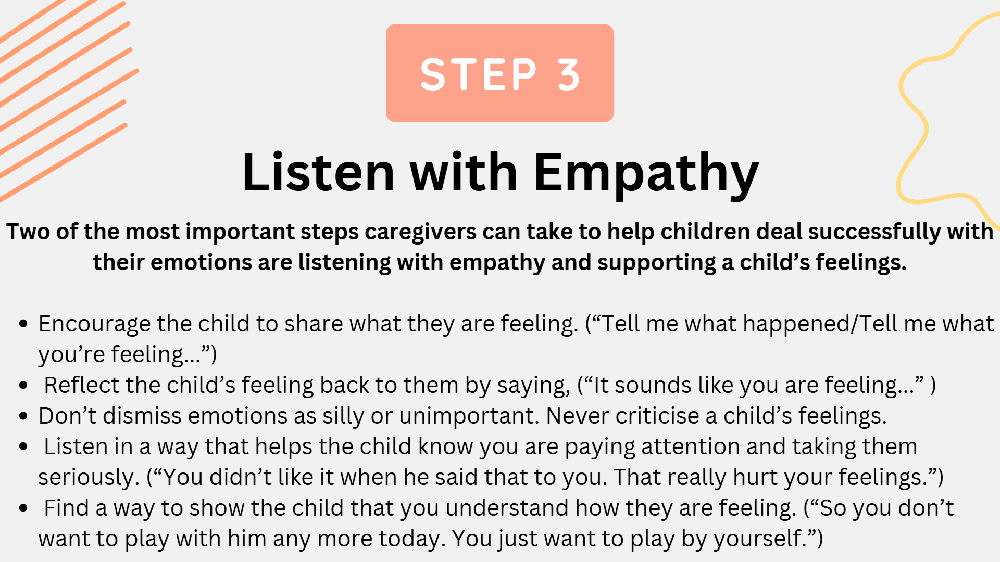 STEP 3
Listen with Empathy
Two of the most important steps caregivers can take to help children deal successfully with
their emotions are listening with empathy and supporting a child’s feelings.
• Encourage the child to share what they are feeling. (“Tell me what happened/Tell me what
you’re feeling...”)
• Reflect the child’s feeling back to them by saying, (“It sounds like you are feeling...” )
• Don’t dismiss emotions as silly or unimportant. Never criticise a child’s feelings.
• Listen in a way that helps the child know you are paying attention and taking them
seriously. (“You didn’t like it when he said that to you. That really hurt your feelings.”)
• Find a way to show the child that you understand how they are feeling. (“So you don’t
want to play with him any more today. You just want to play by yourself.”)